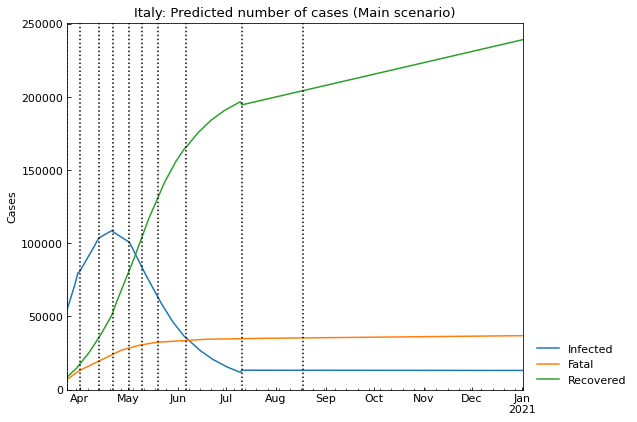 Italy: Predicted number of cases (Main scenario)
250000
200000
150000
100000
50000
0
Cases
Apr May Jun Jul Aug Sep Oct Nov Dec Jan
2021
Infected
Fatal
Recovered